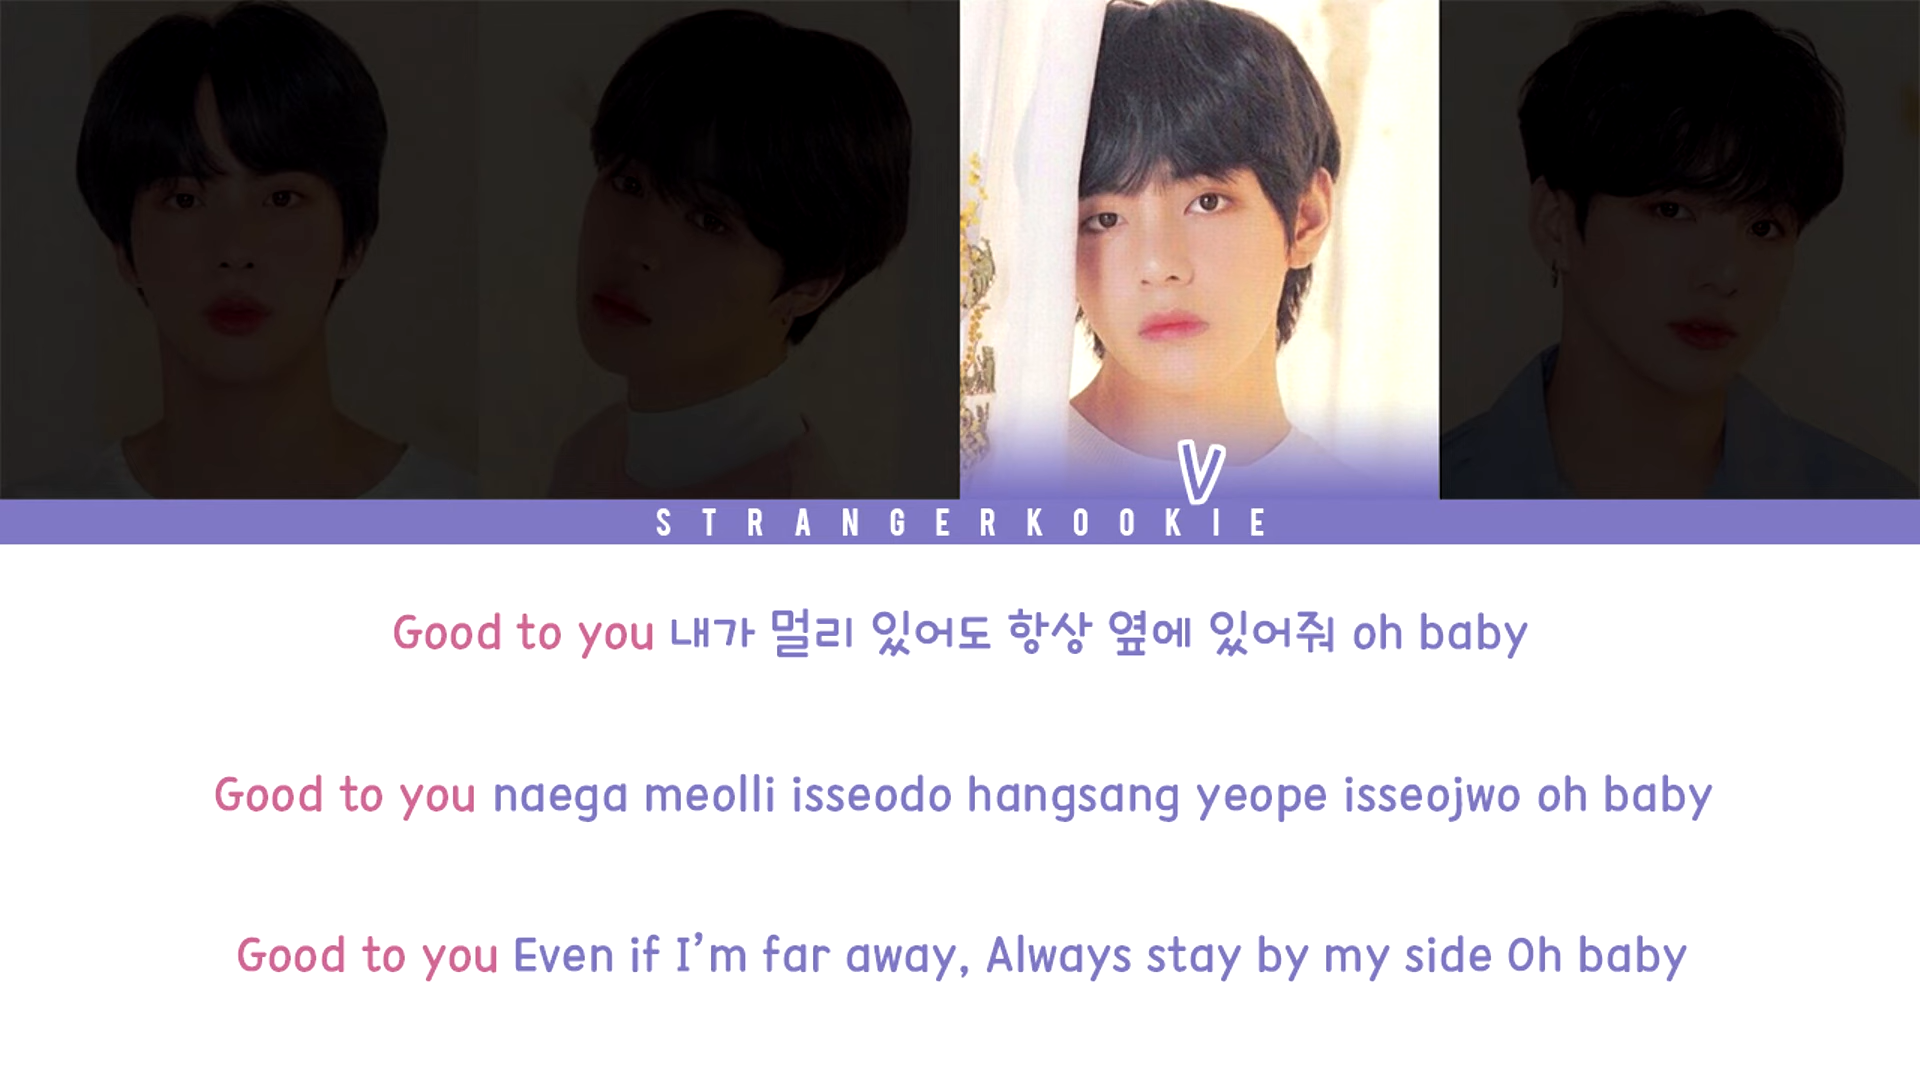 V
STRANGERKOOKIE
Good to you 내가 멀리 있어도 항상 옆에 있어줘 oh baby
Good to you naega meolli isseodo hangsang yeope isseojwo oh baby
Good to you Even if I'm far away, Always stay by my side Oh baby